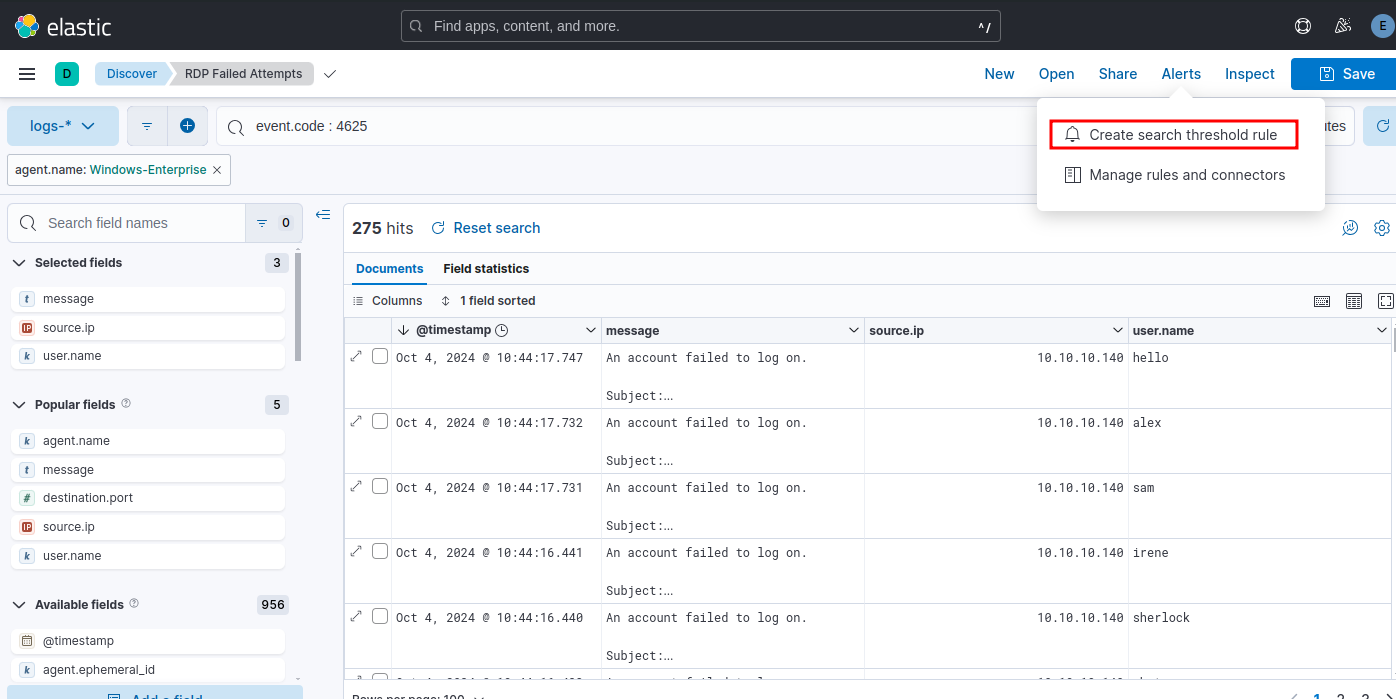 elastic
Find apps, content, and more.
^/
E
D
Discover
RDP Failed Attempts
New
Open
Share
Alerts
Inspect
Save
logs-*
event.code : 4625
Create search threshold rule
Manage rules and connectors
agent.name: Windows-Enterprise
Search field names
0
275 hits
Reset search
Selected fields
3
t message
IP source.ip
k user.name
Popular fields
5
k agent.name
t message
# destination.port
IP source.ip
k user.name
Available fields
956
@timestamp
k agent.ephemeral_id
Add a field
Documents
Field statistics
Columns
1 field sorted
@timestamp message source.ip user.name
Oct 4, 2024 @ 10:44:17.747 An account failed to log on. 10.10.10.140 hello
Subject:…
Oct 4, 2024 @ 10:44:17.732 An account failed to log on. 10.10.10.140 alex
Subject:…
Oct 4, 2024 @ 10:44:17.731 An account failed to log on. 10.10.10.140 sam
Subject:…
Oct 4, 2024 @ 10:44:16.441 An account failed to log on. 10.10.10.140 irene
Subject:…
Oct 4, 2024 @ 10:44:16.440 An account failed to log on. 10.10.10.140 sherlock
Subject:…
Rows per page: 100
1 2 3